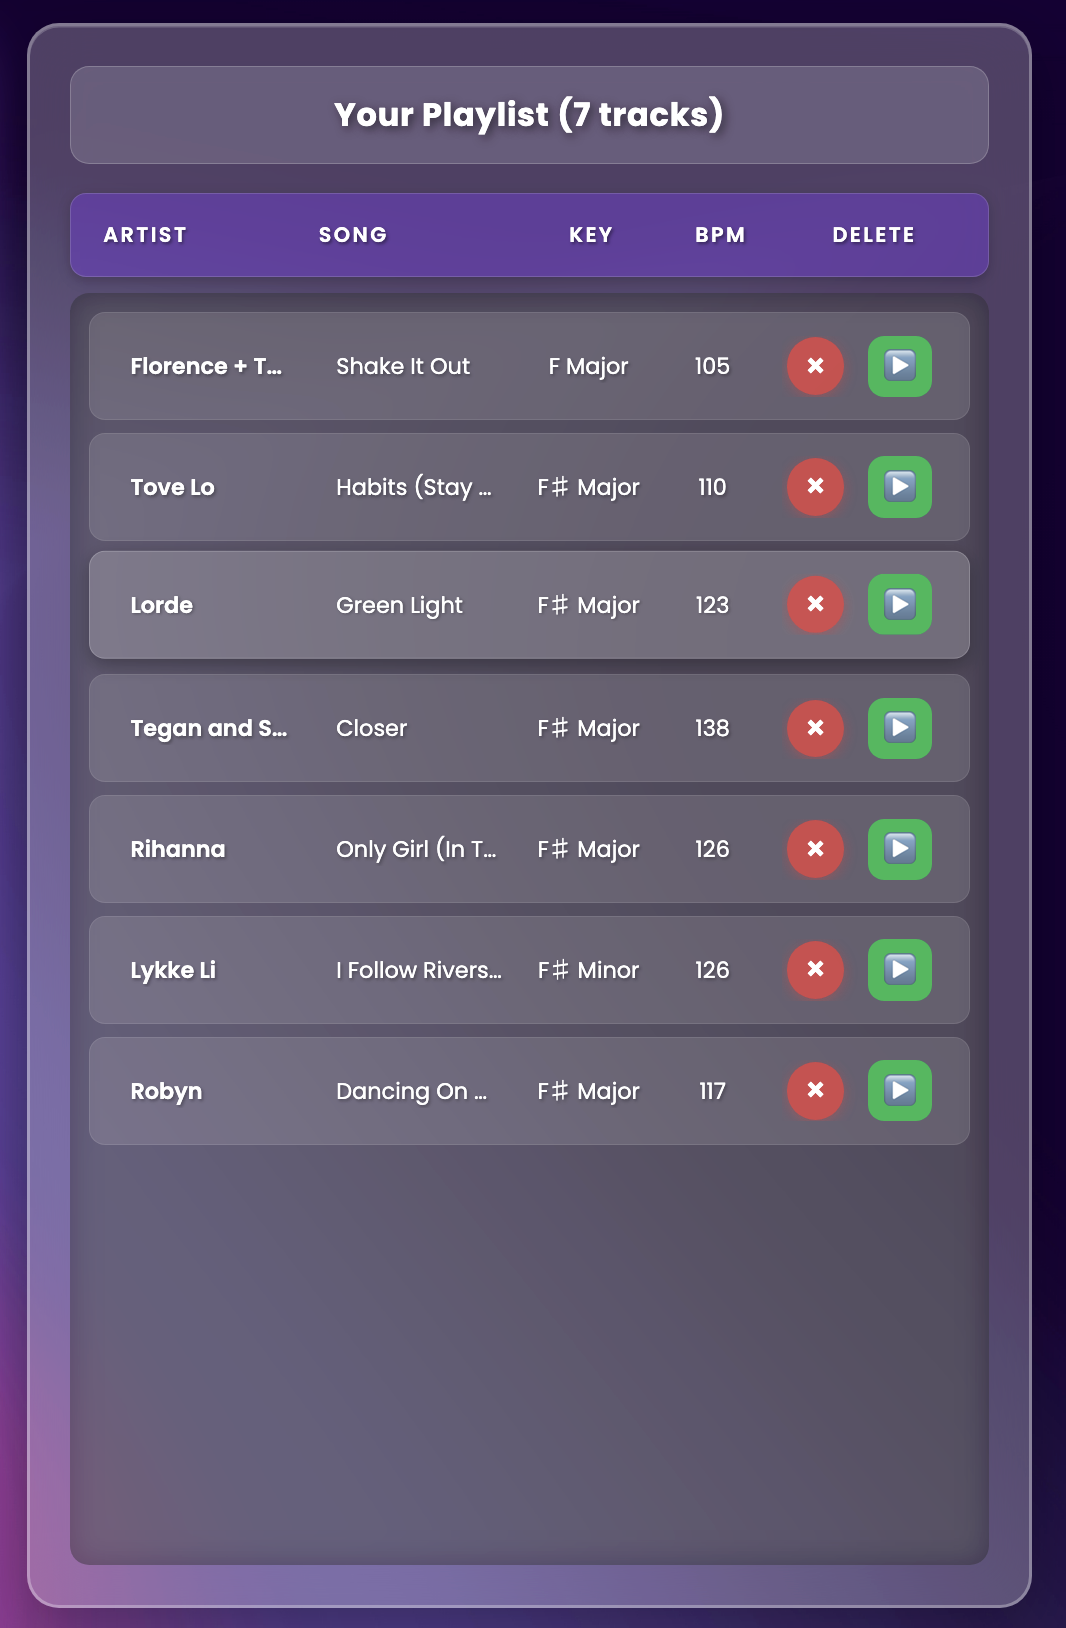 Your Playlist (7 tracks)
ARTIST SONG KEY BPM DELETE
Florence + T... Shake It Out F Major 105
Tove Lo Habits (Stay ... F♯ Major 110
Lorde Green Light F♯ Major 123
Tegan and S... Closer F♯ Major 138
Rihanna Only Girl (In T... F♯ Major 126
Lykke Li I Follow Rivers... F♯ Minor 126
Robyn Dancing On ... F♯ Major 117